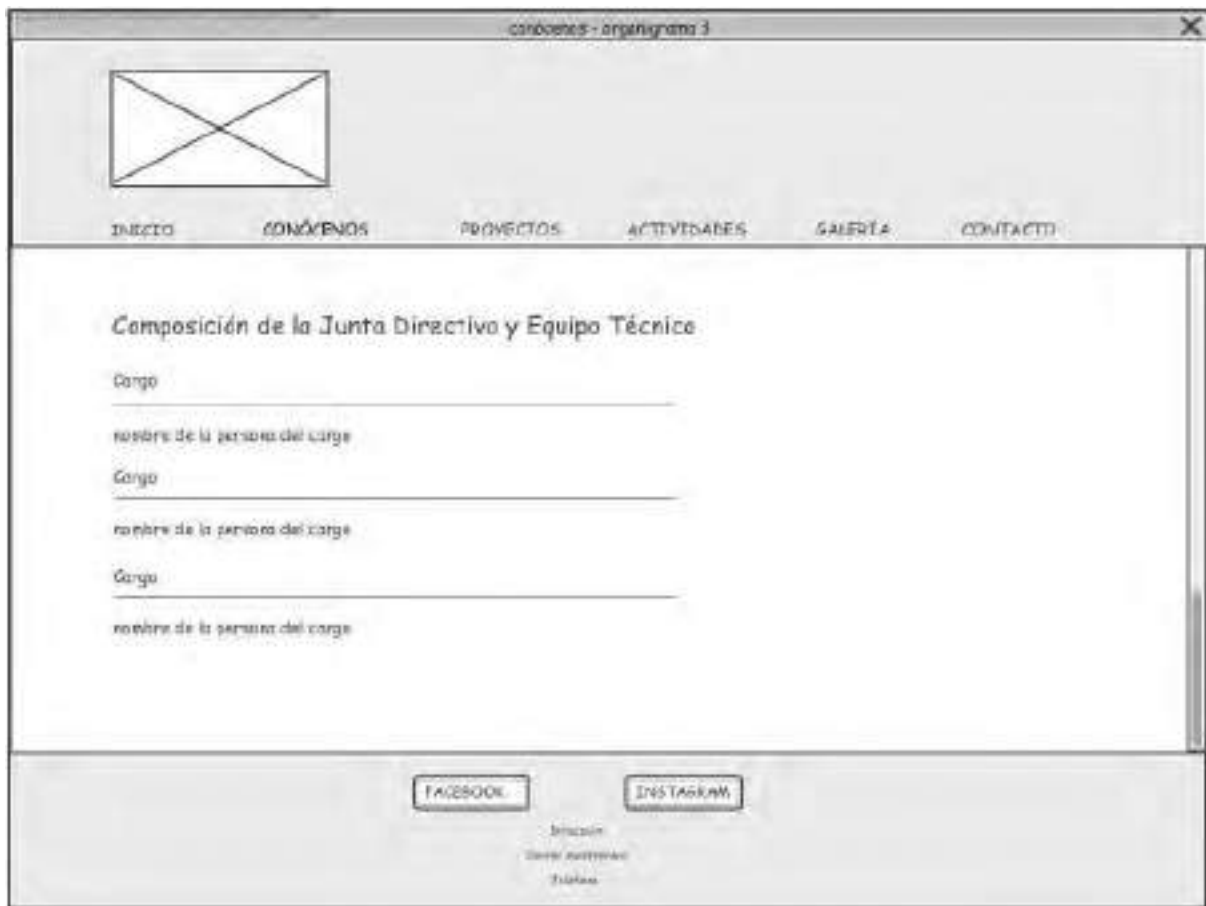 conócenos - organigrama 3
INICIO CONÓCENOS PROYECTOS ACTIVIDADES GALERÍA CONTACTO
Composición de la Junta Directiva y Equipo Técnico
Cargo
nombre de la persona del cargo
Cargo
nombre de la persona del cargo
Cargo
nombre de la persona del cargo
FACEBOOK INSTAGRAM
Dirección
Correo electrónico
Teléfono